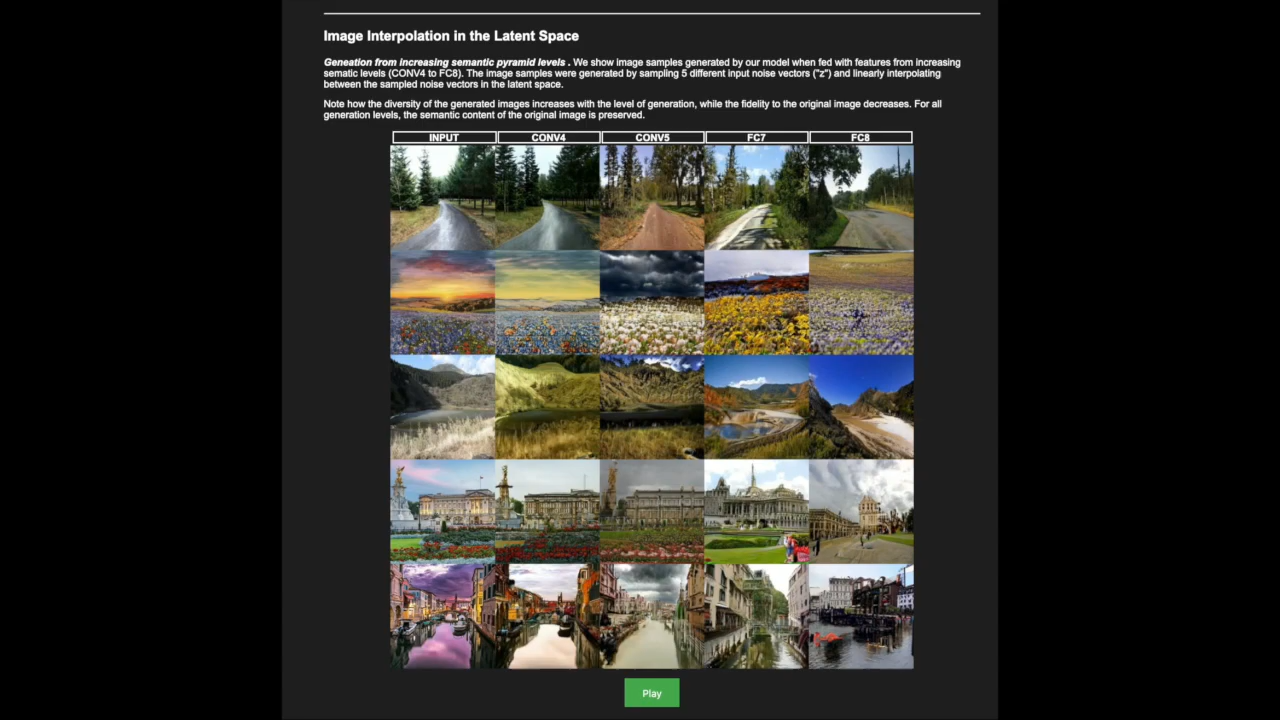 Image Interpolation in the Latent Space
Geneation from increasing semantic pyramid levels . We show image samples generated by our model when fed with features from increasing
sematic levels (CONV4 to FC8). The image samples were generated by sampling 5 different input noise vectors ("z") and linearly interpolating
between the sampled noise vectors in the latent space.
Note how the diversity of the generated images increases with the level of generation, while the fidelity to the original image decreases. For all
generation levels, the semantic content of the original image is preserved.
INPUT CONV4 CONV5 FC7 FC8
Play